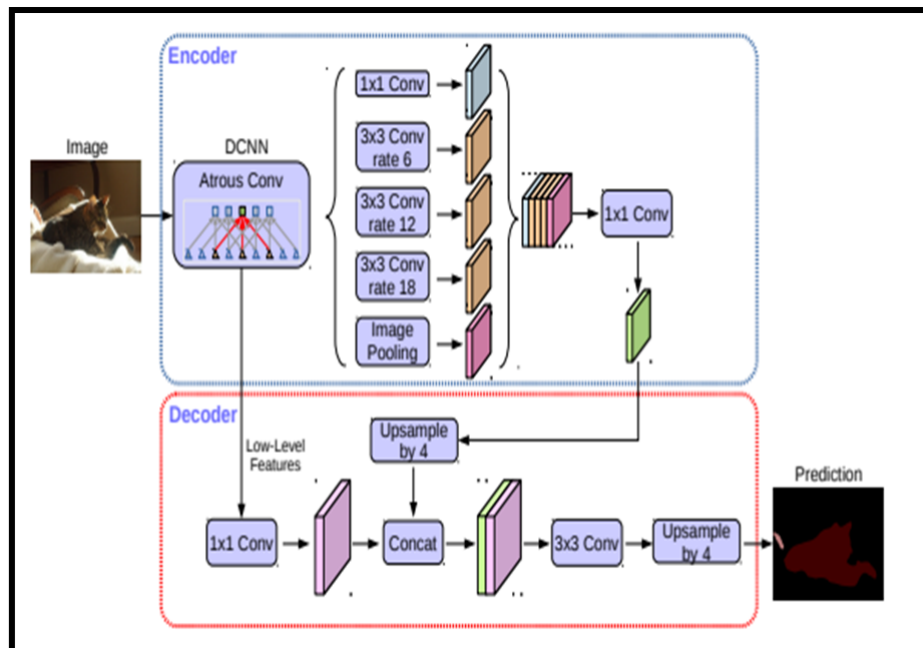 Encoder
Image
DCNN
Atrous Conv
1x1 Conv
3x3 Conv
rate 6
3x3 Conv
rate 12
3x3 Conv
rate 18
Image
Pooling
1x1 Conv
Decoder
Low-Level
Features
Upsample
by 4
1x1 Conv
Concat
3x3 Conv
Upsample
by 4
Prediction